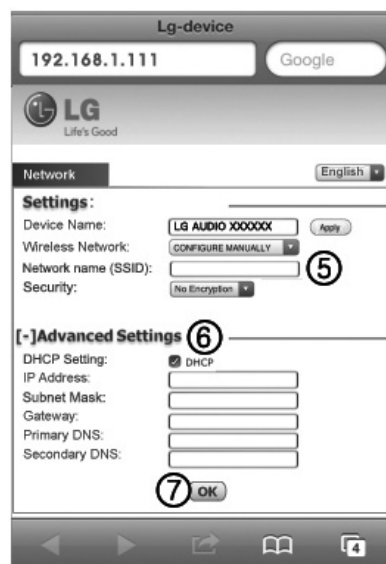 Lg-device
192.168.1.111 Google
LG
Life's Good
Network English
Settings:
Device Name: LG AUDIO XXXXXX Apply
Wireless Network: CONFIGURE MANUALLY
Network name (SSID): ⑤
Security: No Encryption
[-]Advanced Settings ⑥
DHCP Setting: DHCP
IP Address:
Subnet Mask:
Gateway:
Primary DNS:
Secondary DNS:
⑦ OK
4